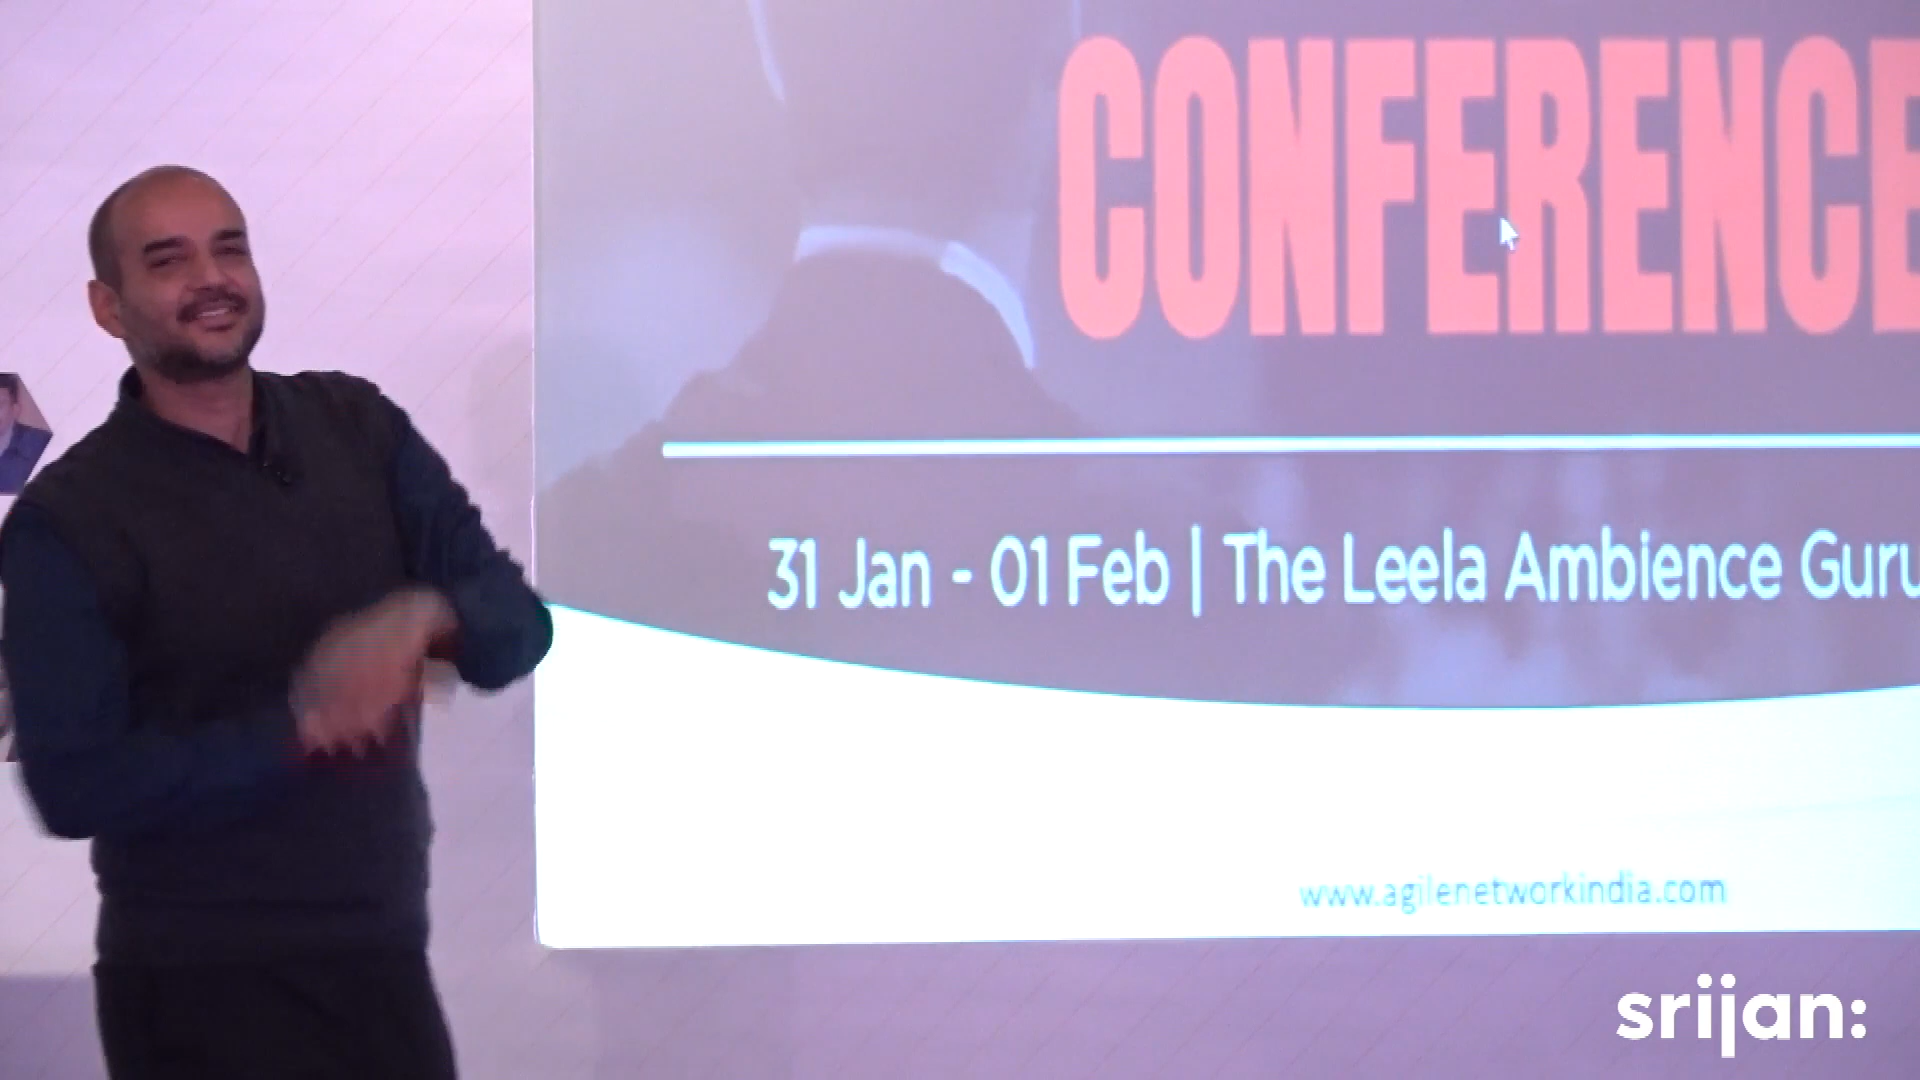 CONFERENCE
31 Jan - 01 Feb | The Leela Ambience Guru
www.agilenetworkindia.com
srijan: